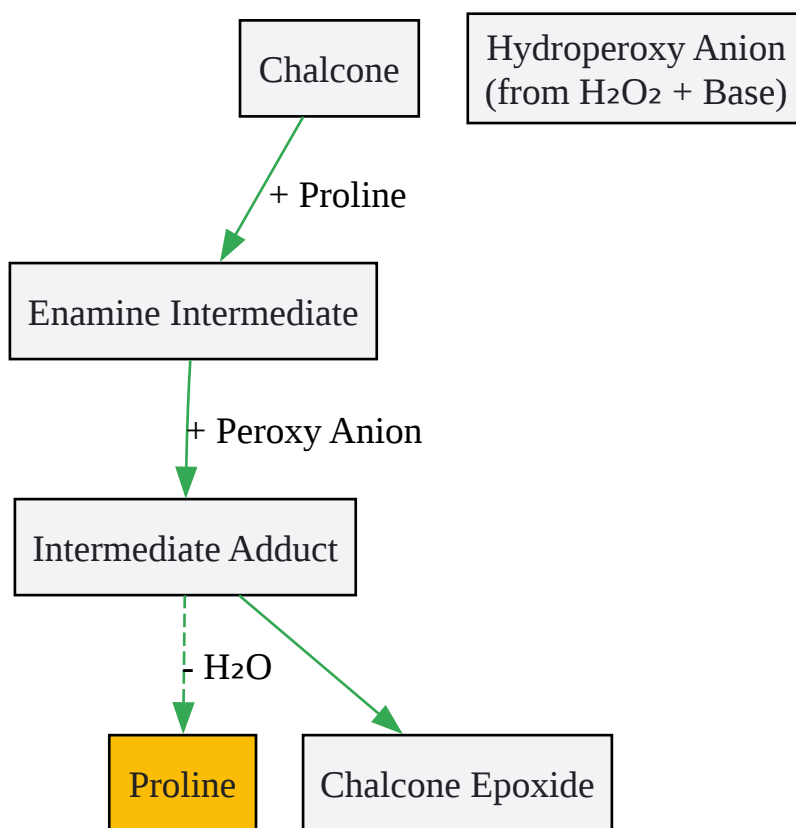 Chalcone
Hydroperoxy Anion
(from H₂O₂ + Base)
+ Proline
Enamine Intermediate
+ Peroxy Anion
Intermediate Adduct
- H₂O
Proline
Chalcone Epoxide